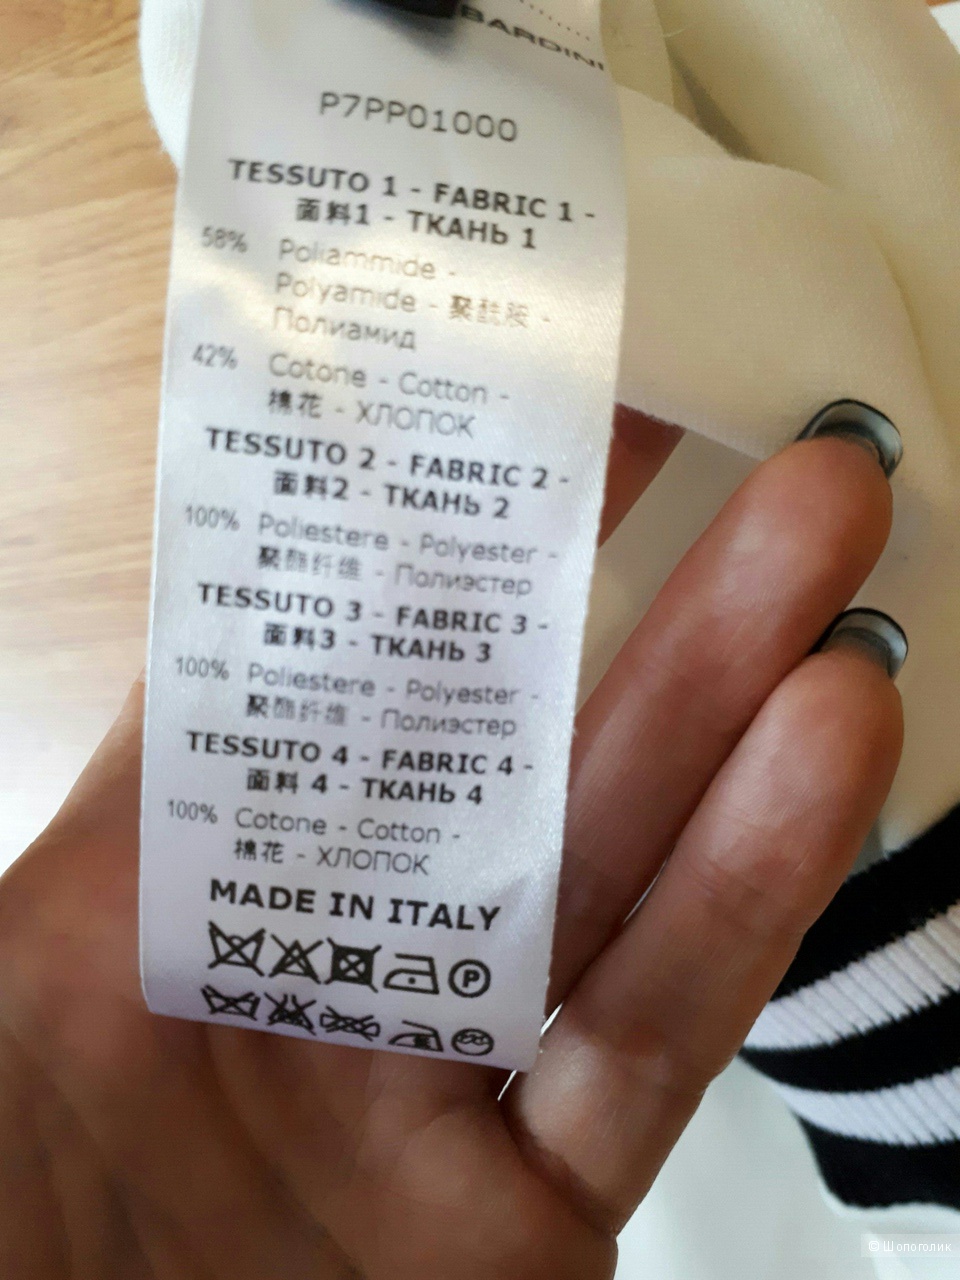 BARDINI
P7PP01000
TESSUTO 1 - FABRIC 1 -
面料1 - ТКАНЬ 1
58% Poliammide -
Polyamide - 聚酰胺 -
Полиамид
42% Cotone - Cotton -
棉花 - ХЛОПОК
TESSUTO 2 - FABRIC 2 -
面料2 - ТКАНЬ 2
100% Poliestere - Polyester -
聚酯纤维 - Полиэстер
TESSUTO 3 - FABRIC 3 -
面料3 - ТКАНЬ 3
100% Poliestere - Polyester -
聚酯纤维 - Полиэстер
TESSUTO 4 - FABRIC 4 -
面料 4 - ТКАНЬ 4
100% Cotone - Cotton -
棉花 - ХЛОПОК
MADE IN ITALY
P
© Шопоголик